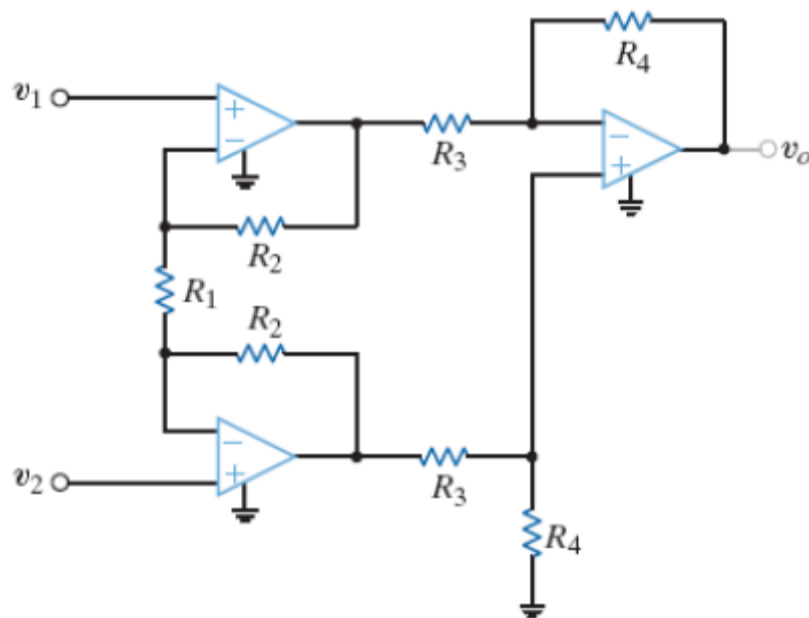 R₄
v₁
+
−
R₃
−
+
vₒ
R₂
R₁
R₂
−
+
v₂
R₃
R₄